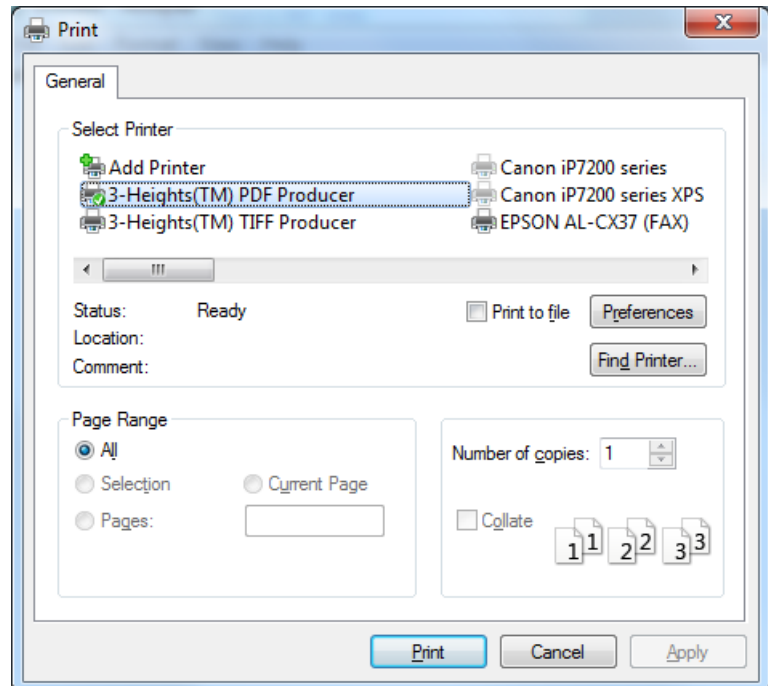 Print
General
Select Printer
Add Printer
Canon iP7200 series
3-Heights(TM) PDF Producer
Canon iP7200 series XPS
3-Heights(TM) TIFF Producer
EPSON AL-CX37 (FAX)
Status: Ready
Print to file
Preferences
Location:
Comment:
Find Printer...
Page Range
All
Selection
Current Page
Pages:
Number of copies: 1
Collate
1 1 2 2 3 3
Print
Cancel
Apply